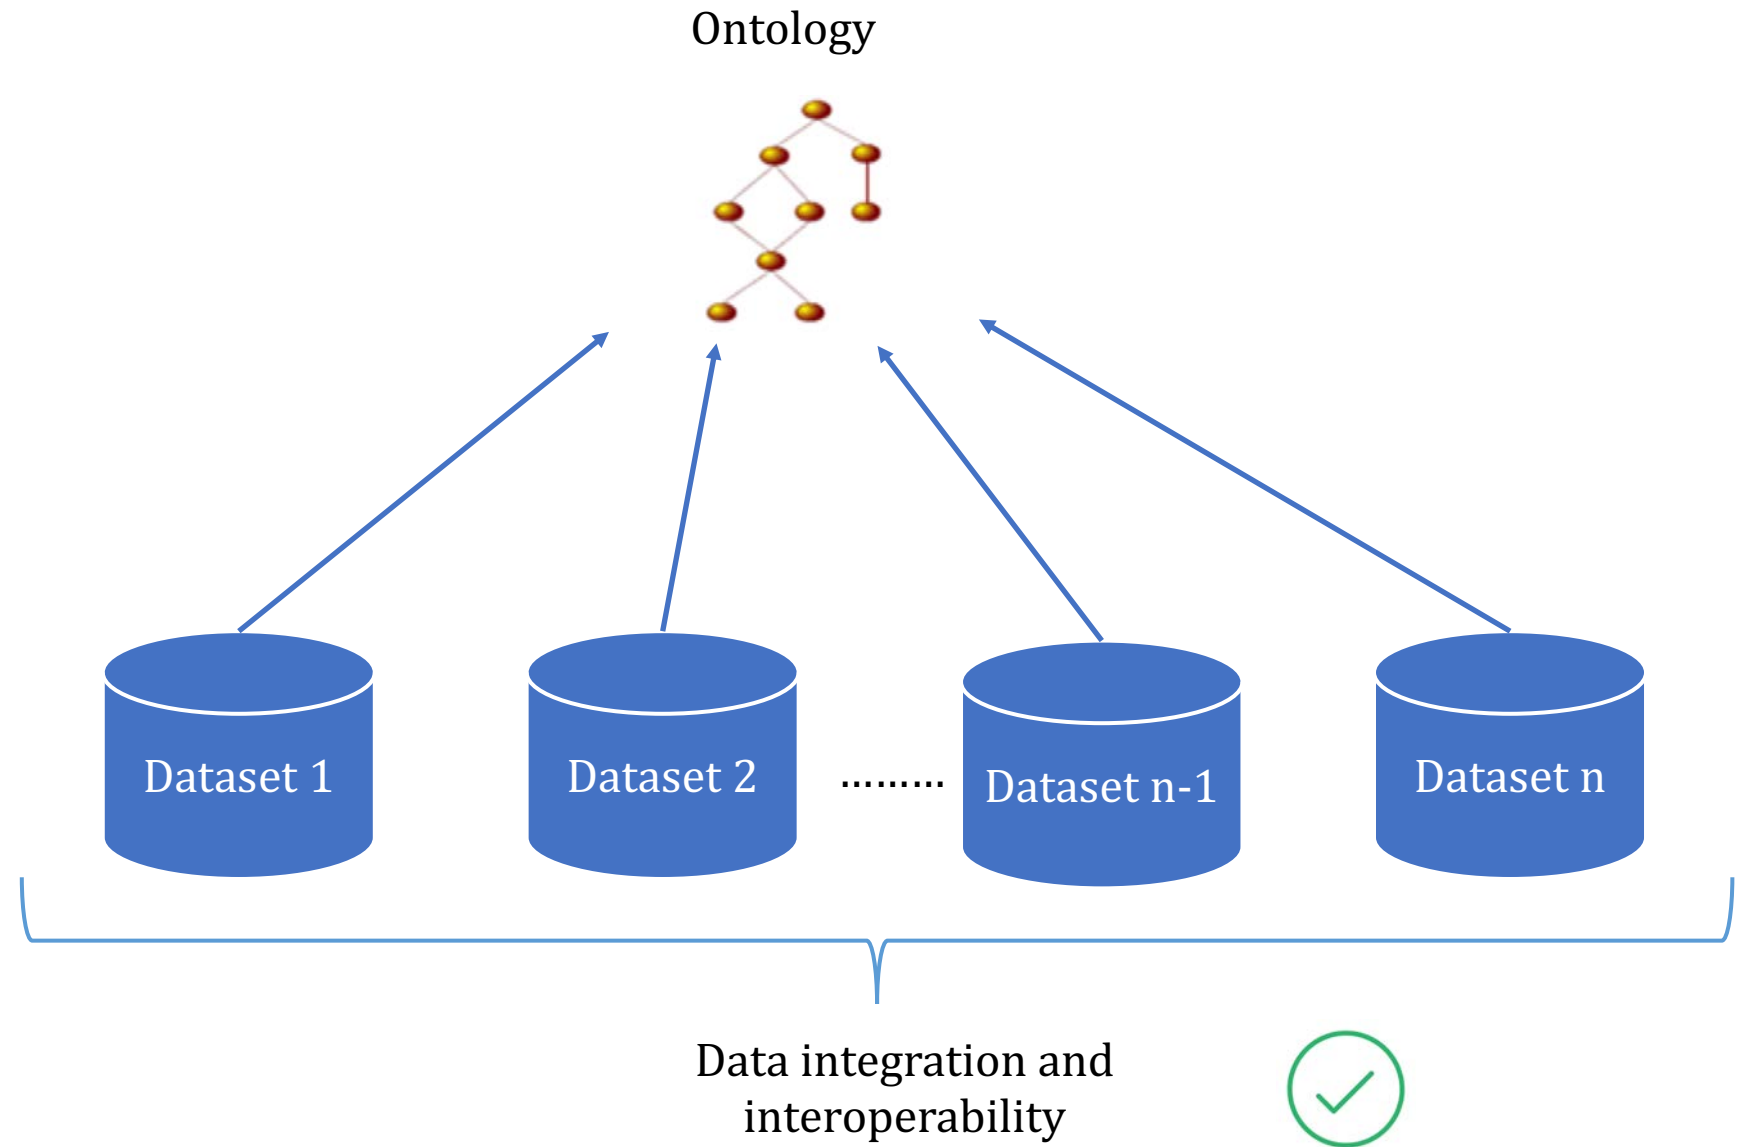 Ontology
Dataset 1
Dataset 2
.........
Dataset n-1
Dataset n
Data integration and
interoperability